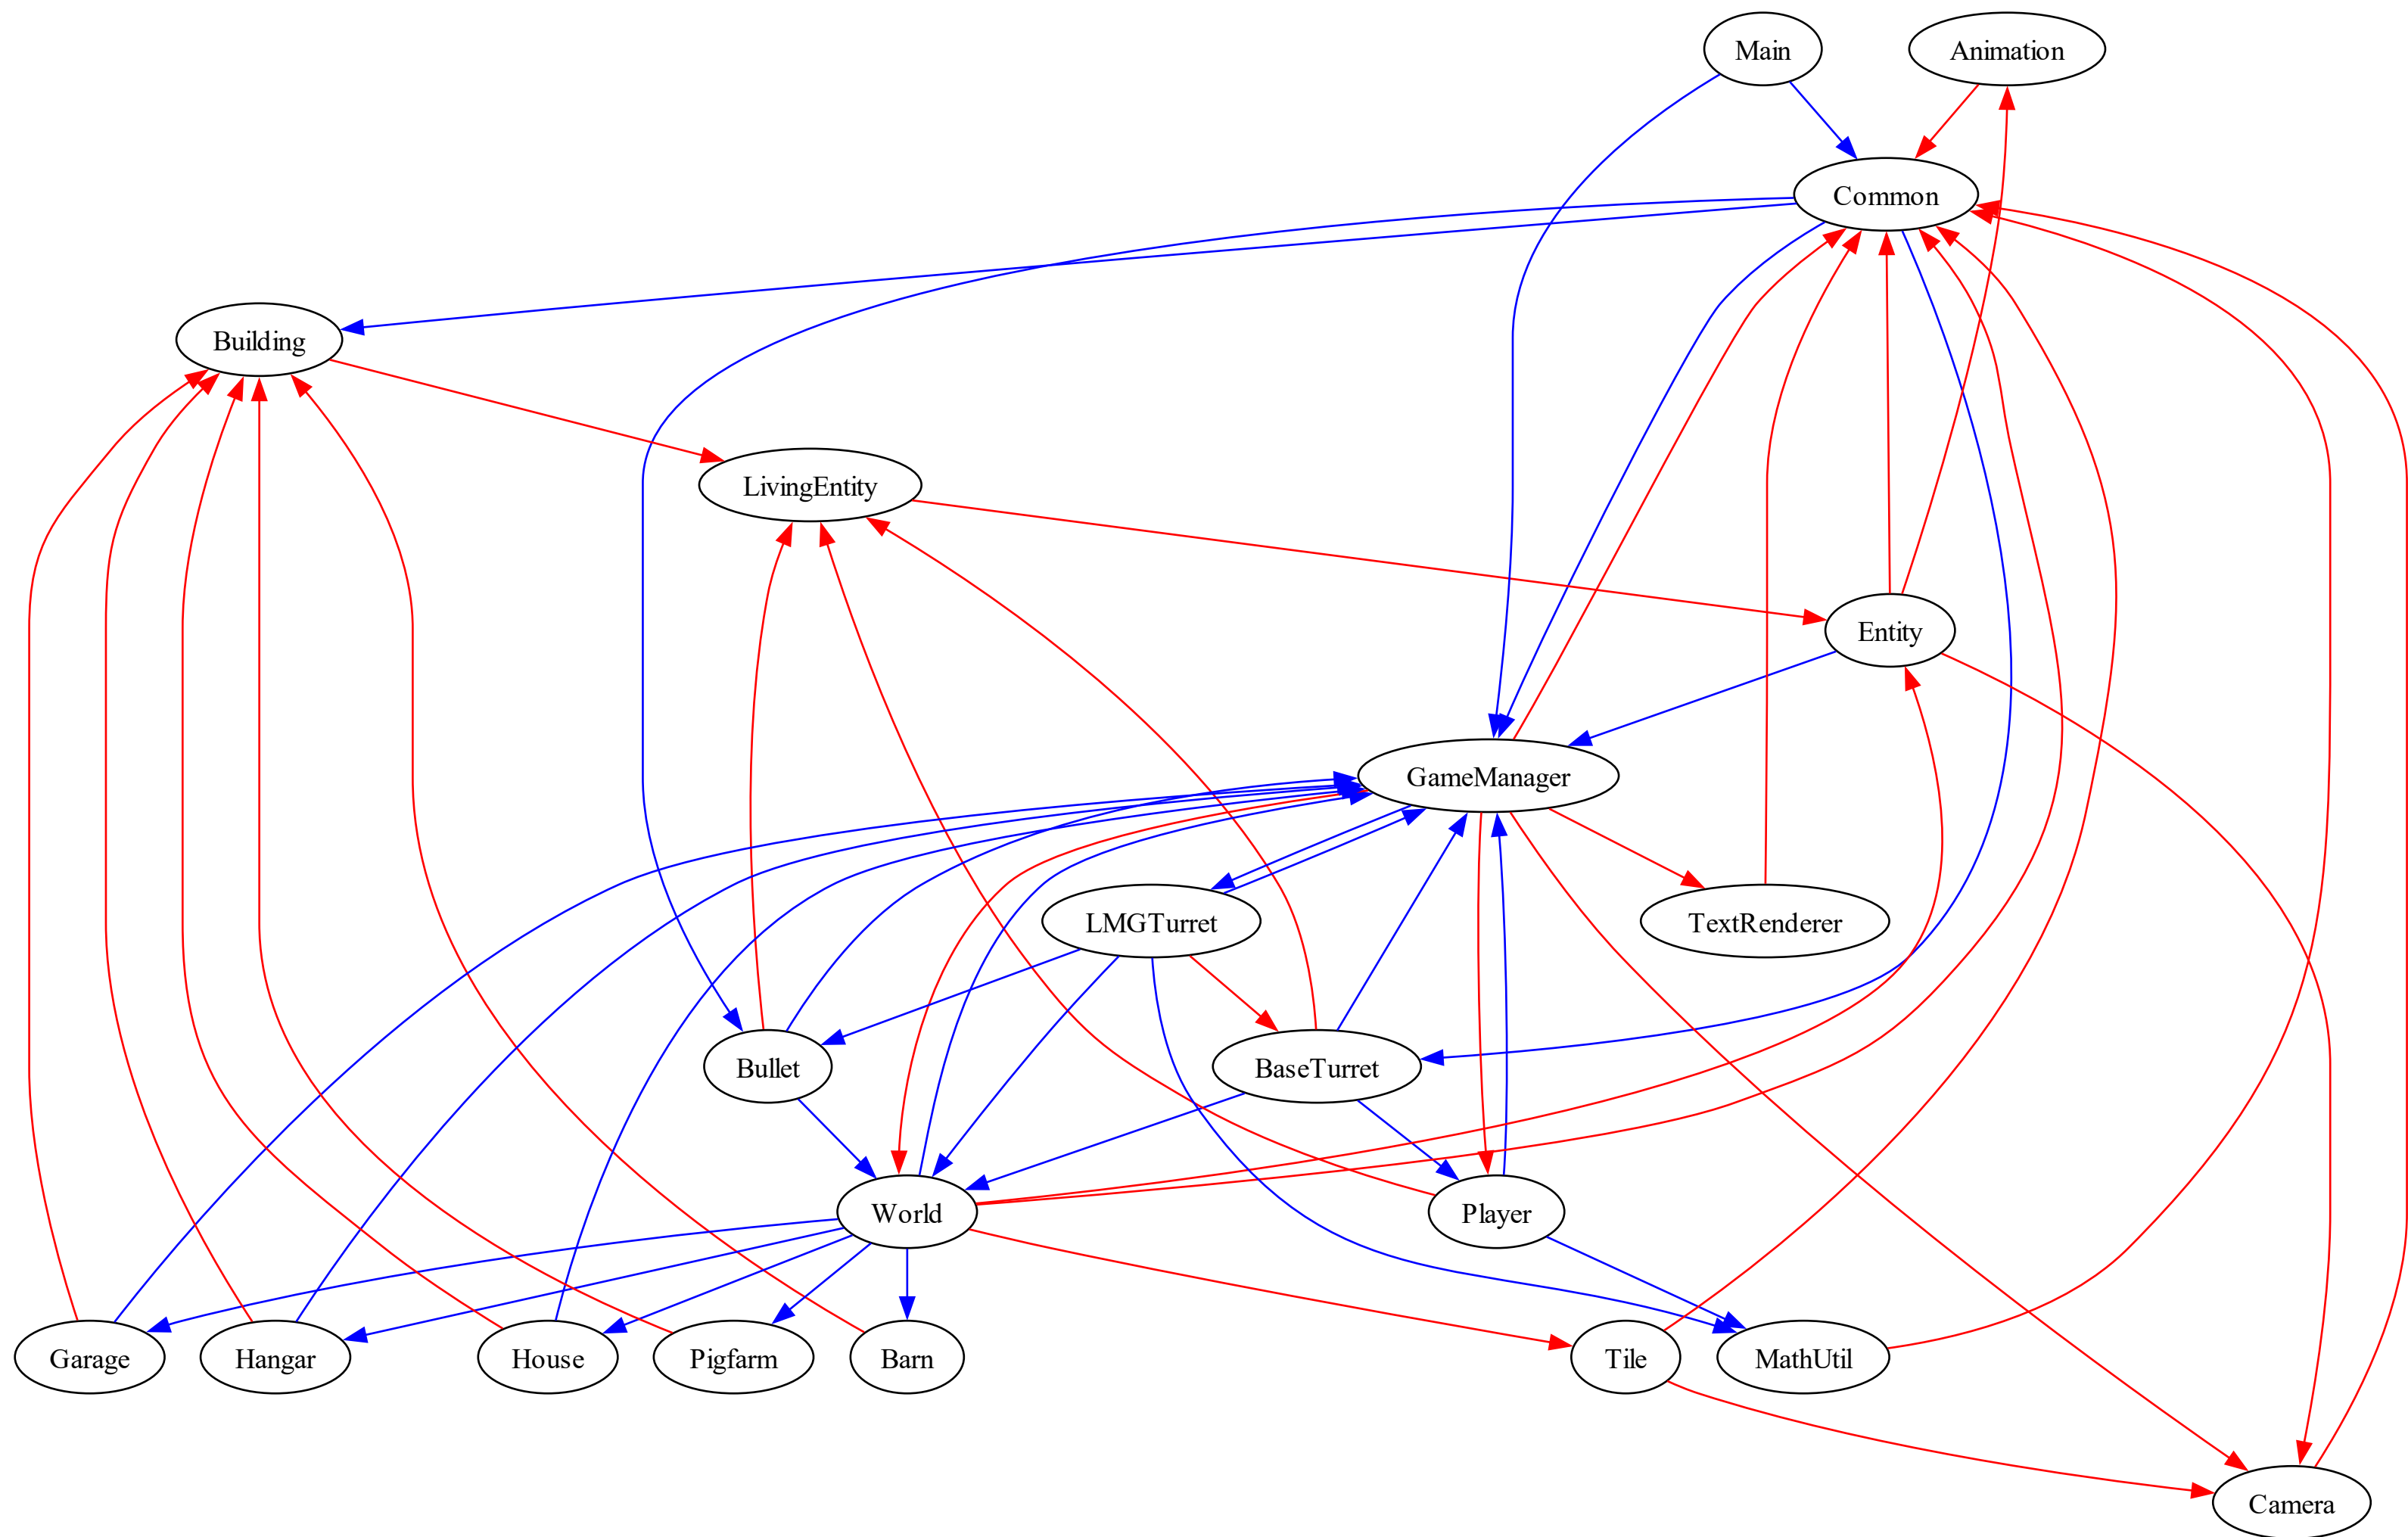 Main
Animation
Common
Building
LivingEntity
Entity
GameManager
LMGTurret
TextRenderer
Bullet
BaseTurret
World
Player
Garage
Hangar
House
Pigfarm
Barn
Tile
MathUtil
Camera